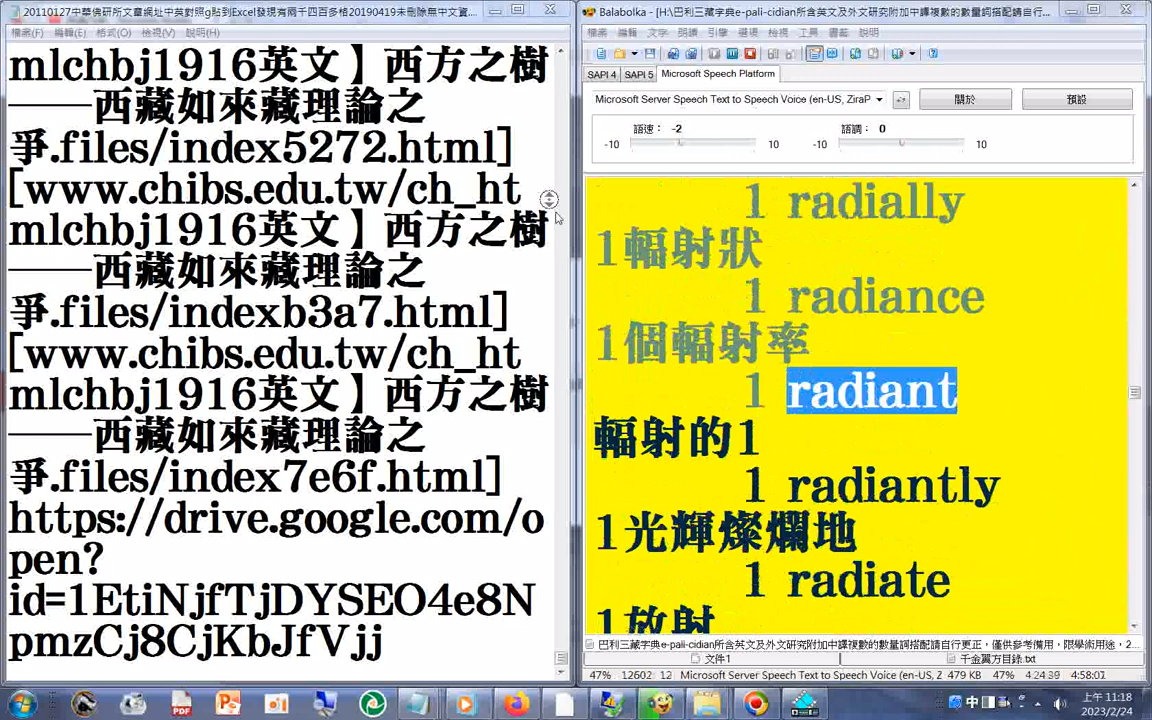 20110127中華佛研所文章網址中英對照g點到Excel發現有兩千四百多格20190419未刪除無中文資...
檔案(F) 編輯(E) 格式(O) 檢視(V) 說明(H)
mlchbj1916英文】西方之樹
——西藏如來藏理論之
爭.files/index5272.html]
[www.chibs.edu.tw/ch_ht
mlchbj1916英文】西方之樹
——西藏如來藏理論之
爭.files/indexb3a7.html]
[www.chibs.edu.tw/ch_ht
mlchbj1916英文】西方之樹
——西藏如來藏理論之
爭.files/index7e6f.html]
https://drive.google.com/o
pen?
id=1EtiNjfTjDYSEO4e8N
pmzCj8CjKbJfVjj
Balabolka - [H:\巴利三藏字典e-pali-cidian所含英文及外文研究附加中譯複數的數量詞搭配請自行...
檔案 編輯 文字 朗讀 引擎 選項 檢視 工具 書籤 說明
SAPI 4 SAPI 5 Microsoft Speech Platform
Microsoft Server Speech Text to Speech Voice (en-US, ZiraP
關於 預設
語速： -2 語調： 0
-10 10 -10 10
1 radially
1輻射狀
1 radiance
1個輻射率
1 radiant
輻射的1
1 radiantly
1光輝燦爛地
1 radiate
1放射
巴利三藏字典e-pali-cidian所含英文及外文研究附加中譯複數的數量詞搭配請自行更正，僅供參考備用，限學術用途，2...
文件1 千金翼方目錄.txt
47% 12602: 12 Microsoft Server Speech Text to Speech Voice 479 KB 47% 4:24:39 4:58:01
中
上午 11:18
2023/2/24